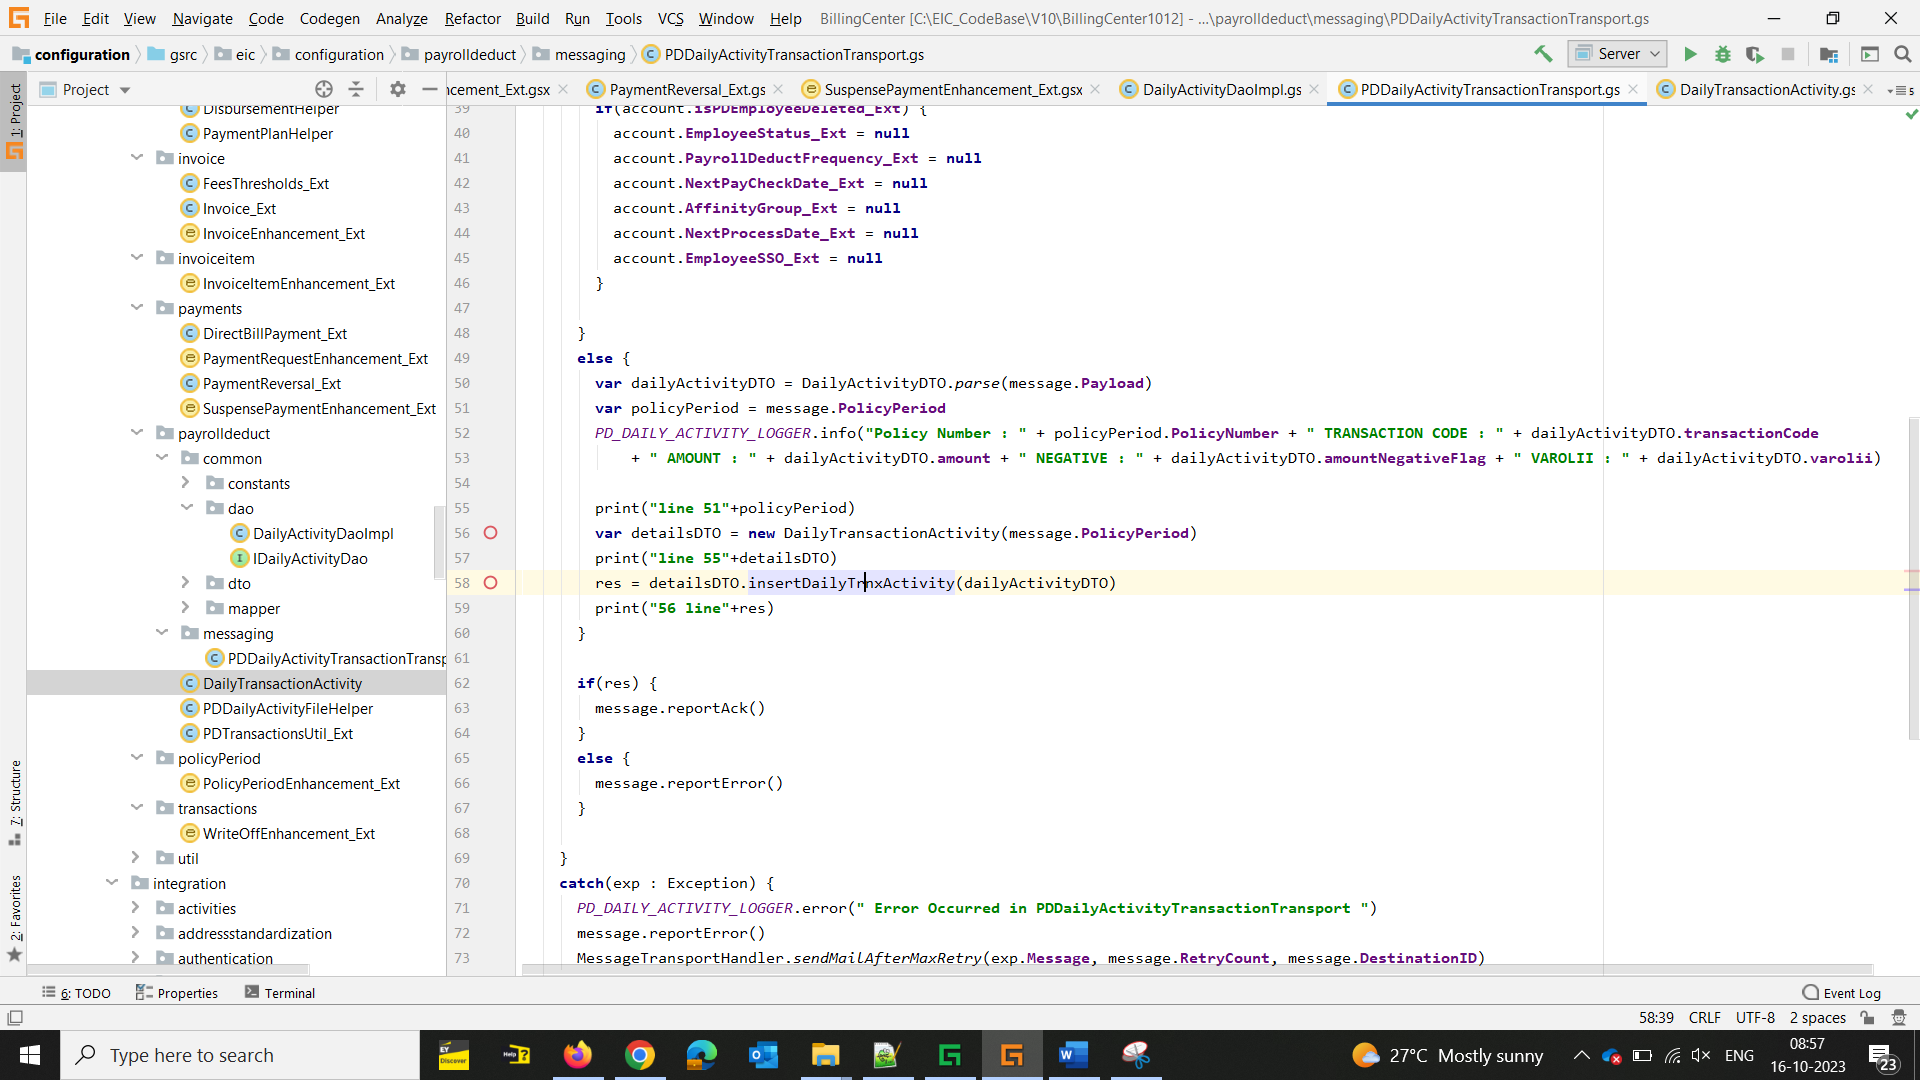 File Edit View Navigate Code Codegen Analyze Refactor Build Run Tools VCS Window Help BillingCenter [C:\EIC_CodeBase\V10\BillingCenter1012] - ...\payrolldeduct\messaging\PDDailyActivityTransactionTransport.gs
configuration gsrc eic configuration payrolldeduct messaging PDDailyActivityTransactionTransport.gs Server
Project
ncement_Ext.gsx PaymentReversal_Ext.gs SuspensePaymentEnhancement_Ext.gsx DailyActivityDaoImpl.gs PDDailyActivityTransactionTransport.gs DailyTransactionActivity.gs 5
1: Project
7: Structure
2: Favorites
DisbursementHelper
PaymentPlanHelper
invoice
FeesThresholds_Ext
Invoice_Ext
InvoiceEnhancement_Ext
invoiceitem
InvoiceItemEnhancement_Ext
payments
DirectBillPayment_Ext
PaymentRequestEnhancement_Ext
PaymentReversal_Ext
SuspensePaymentEnhancement_Ext
payrolldeduct
common
constants
dao
DailyActivityDaoImpl
IDailyActivityDao
dto
mapper
messaging
PDDailyActivityTransactionTransp
DailyTransactionActivity
PDDailyActivityFileHelper
PDTransactionsUtil_Ext
policyPeriod
PolicyPeriodEnhancement_Ext
transactions
WriteOffEnhancement_Ext
util
integration
activities
addressstandardization
authentication
39 if(account.isPDEmployeeDeleted_Ext) {
40 account.EmployeeStatus_Ext = null
41 account.PayrollDeductFrequency_Ext = null
42 account.NextPayCheckDate_Ext = null
43 account.AffinityGroup_Ext = null
44 account.NextProcessDate_Ext = null
45 account.EmployeeSSO_Ext = null
46 }
47
48 }
49 else {
50 var dailyActivityDTO = DailyActivityDTO.parse(message.Payload)
51 var policyPeriod = message.PolicyPeriod
52 PD_DAILY_ACTIVITY_LOGGER.info("Policy Number : " + policyPeriod.PolicyNumber + " TRANSACTION CODE : " + dailyActivityDTO.transactionCode
53 + " AMOUNT : " + dailyActivityDTO.amount + " NEGATIVE : " + dailyActivityDTO.amountNegativeFlag + " VAROLII : " + dailyActivityDTO.varolii)
54
55 print("line 51"+policyPeriod)
56 var detailsDTO = new DailyTransactionActivity(message.PolicyPeriod)
57 print("line 55"+detailsDTO)
58 res = detailsDTO.insertDailyTrnxActivity(dailyActivityDTO)
59 print("56 line"+res)
60 }
61
62 if(res) {
63 message.reportAck()
64 }
65 else {
66 message.reportError()
67 }
68
69 }
70 catch(exp : Exception) {
71 PD_DAILY_ACTIVITY_LOGGER.error(" Error Occurred in PDDailyActivityTransactionTransport ")
72 message.reportError()
73 MessageTransportHandler.sendMailAfterMaxRetry(exp.Message, message.RetryCount, message.DestinationID)
6: TODO Properties Terminal Event Log
58:39 CRLF UTF-8 2 spaces
Type here to search
EY Discover
Help ?
27°C Mostly sunny
ENG
08:57
16-10-2023
23